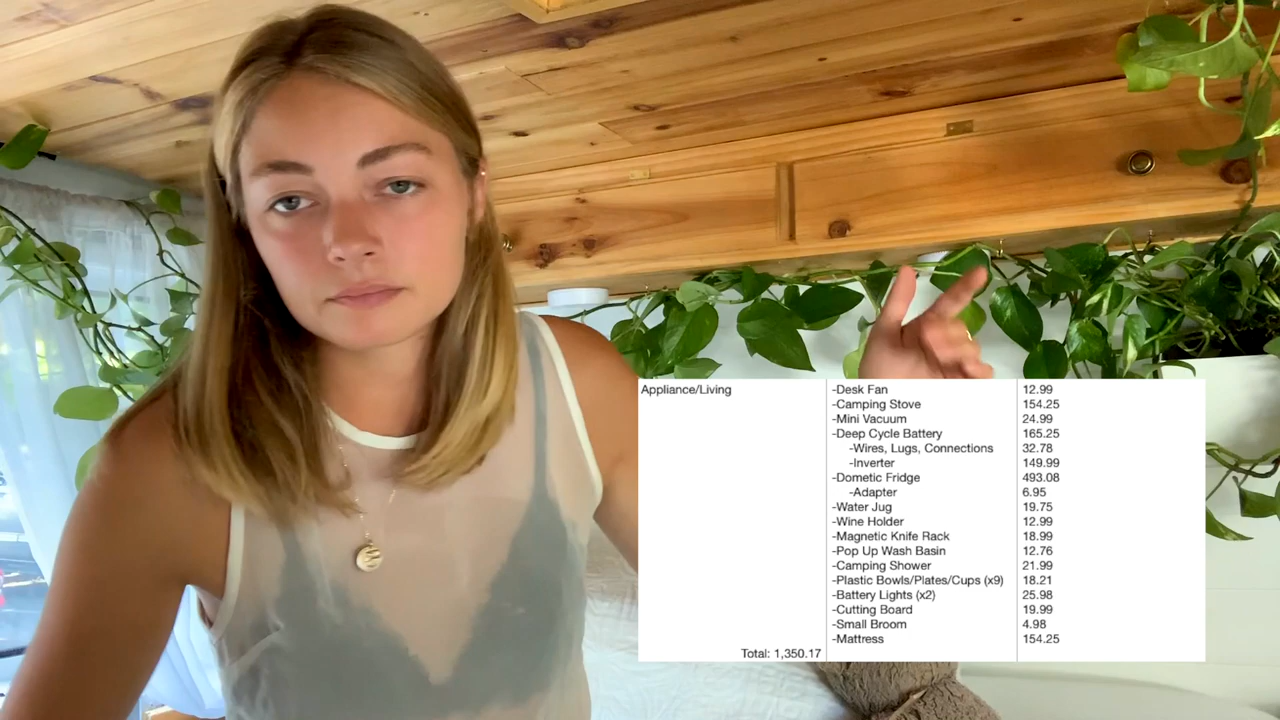 Appliance/Living -Desk Fan 12.99
-Camping Stove 154.25
-Mini Vacuum 24.99
-Deep Cycle Battery 165.25
-Wires, Lugs, Connections 32.78
-Inverter 149.99
-Dometic Fridge 493.08
-Adapter 6.95
-Water Jug 19.75
-Wine Holder 12.99
-Magnetic Knife Rack 18.99
-Pop Up Wash Basin 12.76
-Camping Shower 21.99
-Plastic Bowls/Plates/Cups (x9) 18.21
-Battery Lights (x2) 25.98
-Cutting Board 19.99
-Small Broom 4.98
-Mattress 154.25
Total: 1,350.17